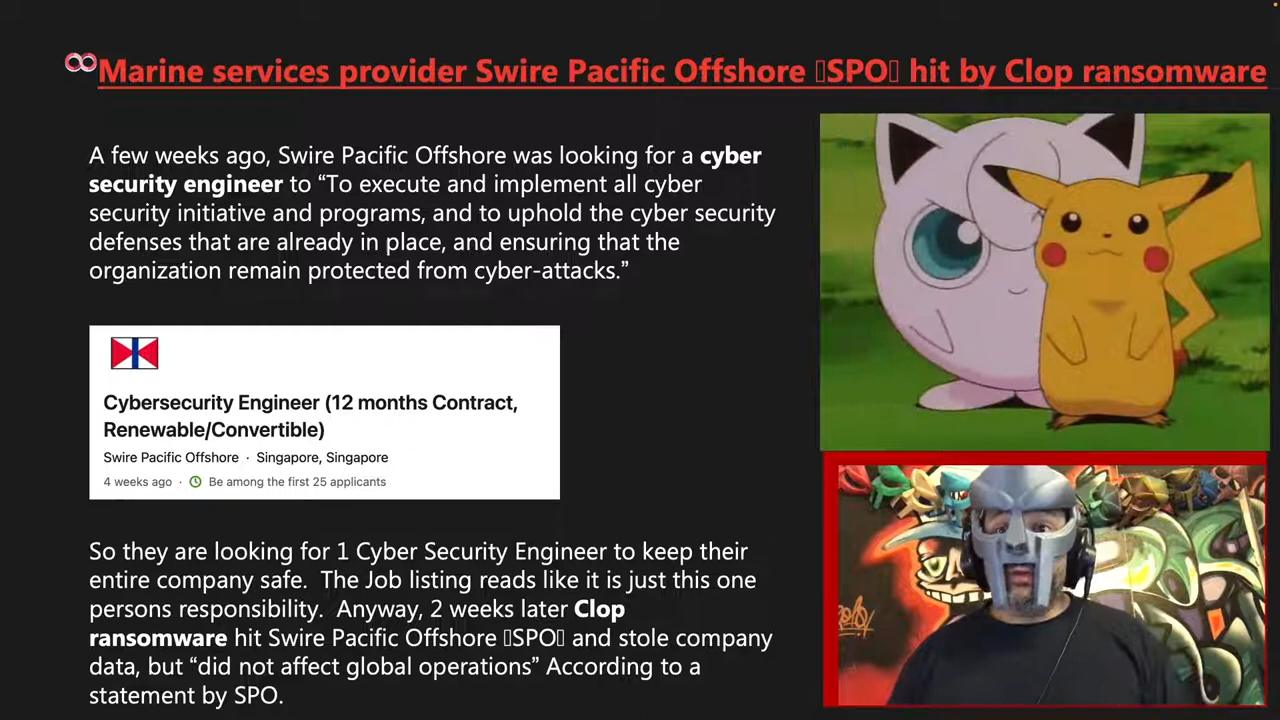 Marine services provider Swire Pacific Offshore ▯SPO▯ hit by Clop ransomware
A few weeks ago, Swire Pacific Offshore was looking for a cyber
security engineer to “To execute and implement all cyber
security initiative and programs, and to uphold the cyber security
defenses that are already in place, and ensuring that the
organization remain protected from cyber-attacks.”
Cybersecurity Engineer (12 months Contract,
Renewable/Convertible)
Swire Pacific Offshore · Singapore, Singapore
4 weeks ago · Be among the first 25 applicants
So they are looking for 1 Cyber Security Engineer to keep their
entire company safe.  The Job listing reads like it is just this one
persons responsibility.  Anyway, 2 weeks later Clop
ransomware hit Swire Pacific Offshore ▯SPO▯ and stole company
data, but “did not affect global operations” According to a
statement by SPO.